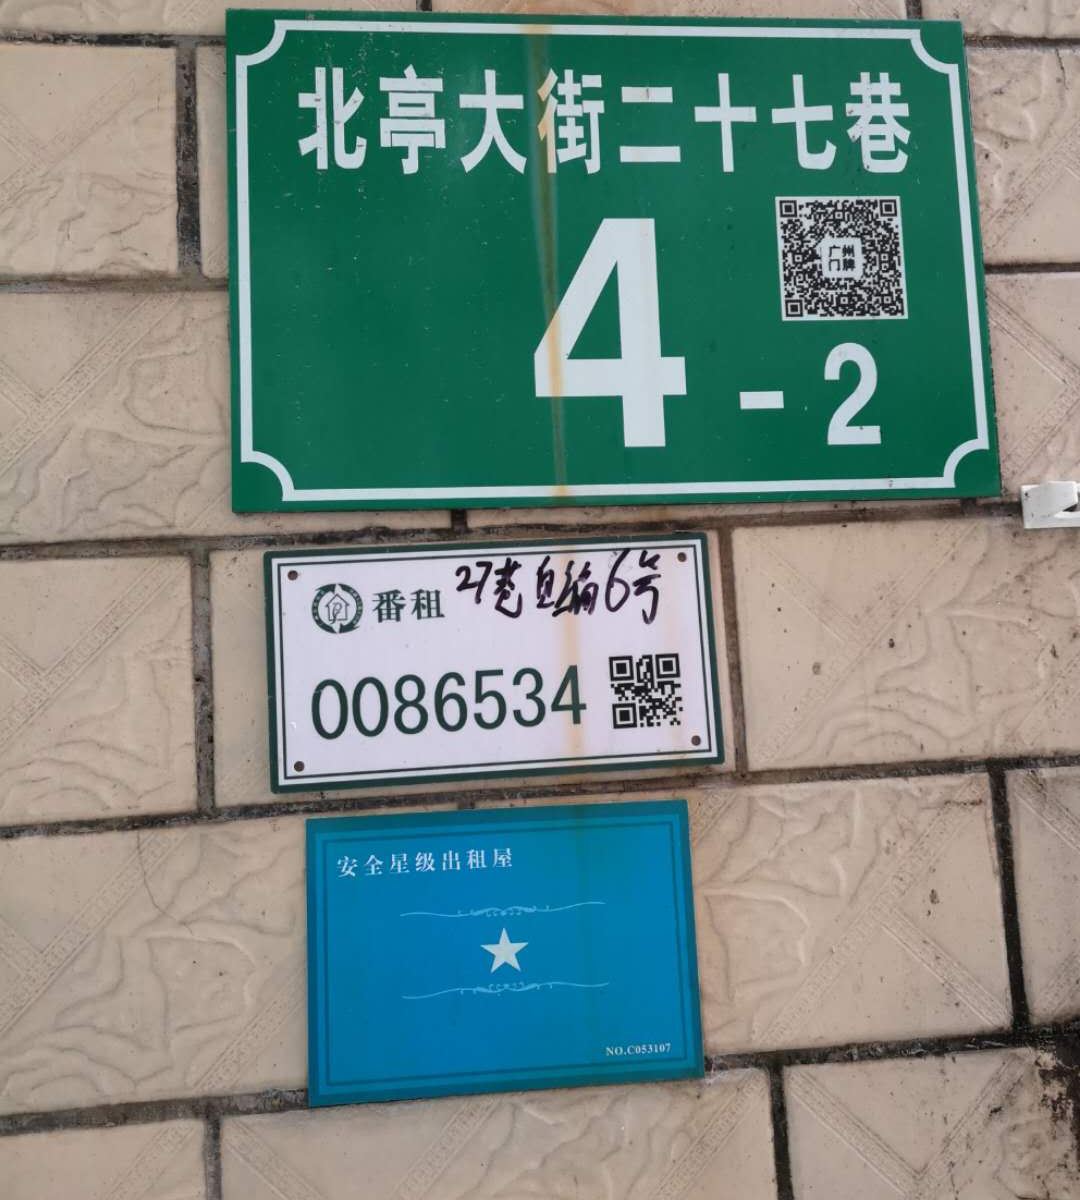 北亭大街二十七巷
广州
门牌
4-2
番租
27巷自编6号
0086534
安全星级出租屋
NO.C053107